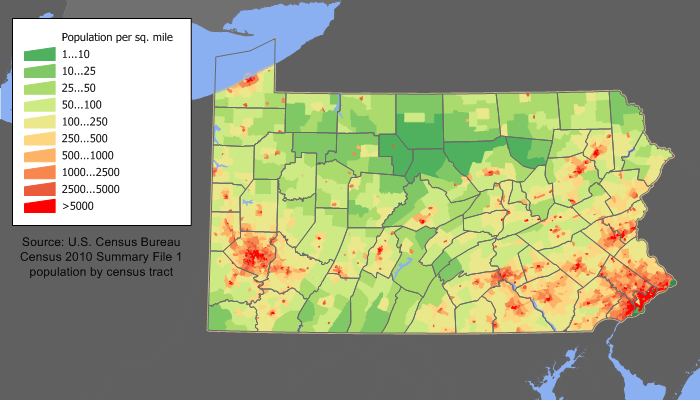 Population per sq. mile
1...10
10...25
25...50
50...100
100...250
250...500
500...1000
1000...2500
2500...5000
>5000
Source: U.S. Census Bureau
Census 2010 Summary File 1
population by census tract